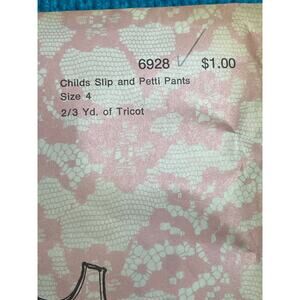 6928 $1.00
Childs Slip and Petti Pants
Size 4
2/3 Yd. of Tricot